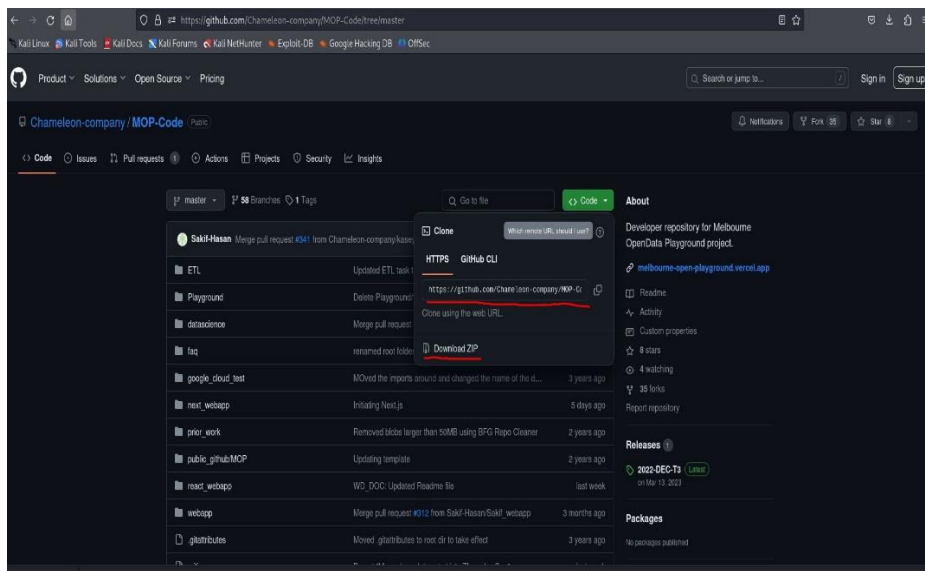 https://github.com/Chameleon-company/MOP-Code/tree/master
Kali Linux Kali Tools Kali Docs Kali Forums Kali NetHunter Exploit-DB Google Hacking DB OffSec
Product Solutions Open Source Pricing
Search or jump to...
Sign in Sign up
Chameleon-company / MOP-Code Public
Notifications Fork 35 Star 8
Code Issues Pull requests 1 Actions Projects Security Insights
master 58 Branches 1 Tags
Go to file
Code
Sakif-Hasan Merge pull request #341 from Chameleon-company/kasey
ETL Updated ETL task
Playground Delete Playground
datascience Merge pull request
faq renamed root folder
google_cloud_test MOved the imports around and changed the name of the d... 3 years ago
next_webapp Initiating Next.js 5 days ago
prior_work Removed blobs larger than 50MB using BFG Repo Cleaner 2 years ago
public_github/MOP Updating template 2 years ago
react_webapp WD_DOC: Updated Readme file last week
webapp Merge pull request #312 from Sakif-Hasan/Sakif_webapp 3 months ago
.gitattributes Moved .gitattributes to root dir to take effect 3 years ago
Clone
Which remote URL should I use?
HTTPS GitHub CLI
https://github.com/Chameleon-company/MOP-Co
Clone using the web URL.
Download ZIP
About
Developer repository for Melbourne
OpenData Playground project.
melbourne-open-playground.vercel.app
Readme
Activity
Custom properties
8 stars
4 watching
35 forks
Report repository
Releases 1
2022-DEC-T3 Latest
on Mar 13, 2023
Packages
No packages published